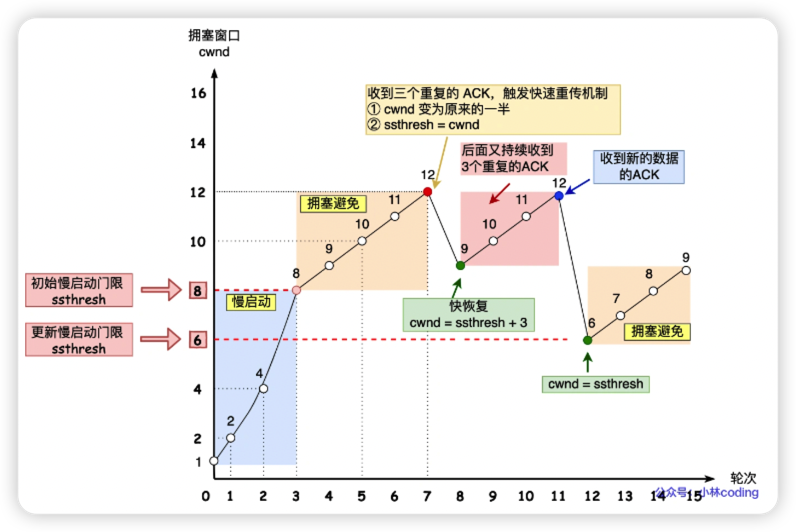 拥塞窗口
cwnd
收到三个重复的 ACK，触发快速重传机制
① cwnd 变为原来的一半
② ssthresh = cwnd
后面又持续收到
3个重复的ACK
收到新的数据
的ACK
16
14
12
10
8
6
4
2
1
初始慢启动门限
ssthresh
更新慢启动门限
ssthresh
慢启动
拥塞避免
2
4
8
9
10
11
12
9
10
11
12
6
7
8
9
快恢复
cwnd = ssthresh + 3
拥塞避免
cwnd = ssthresh
0 1 2 3 4 5 6 7 8 9 10 11 12 13 14 15
轮次
公众号：小林coding